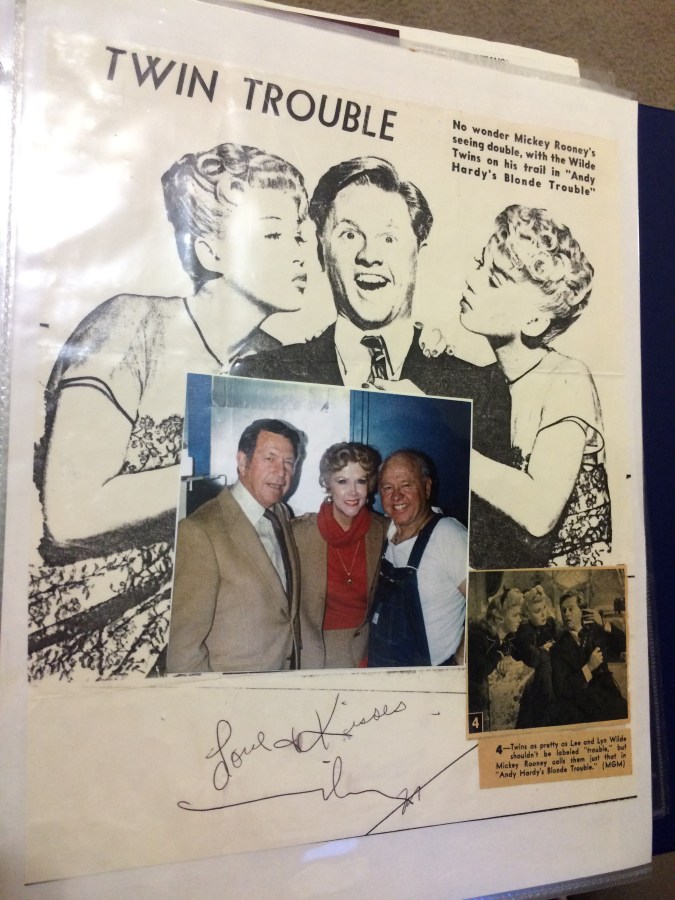 TWIN TROUBLE
No wonder Mickey Rooney's
seeing double, with the Wilde
Twins on his trail in "Andy
Hardy's Blonde Trouble"
4
4—Twins as pretty as Lee and Lyn Wilde
shouldn't be labeled "trouble," but
Mickey Rooney calls them just that in
"Andy Hardy's Blonde Trouble." (MGM)
Love & Kisses